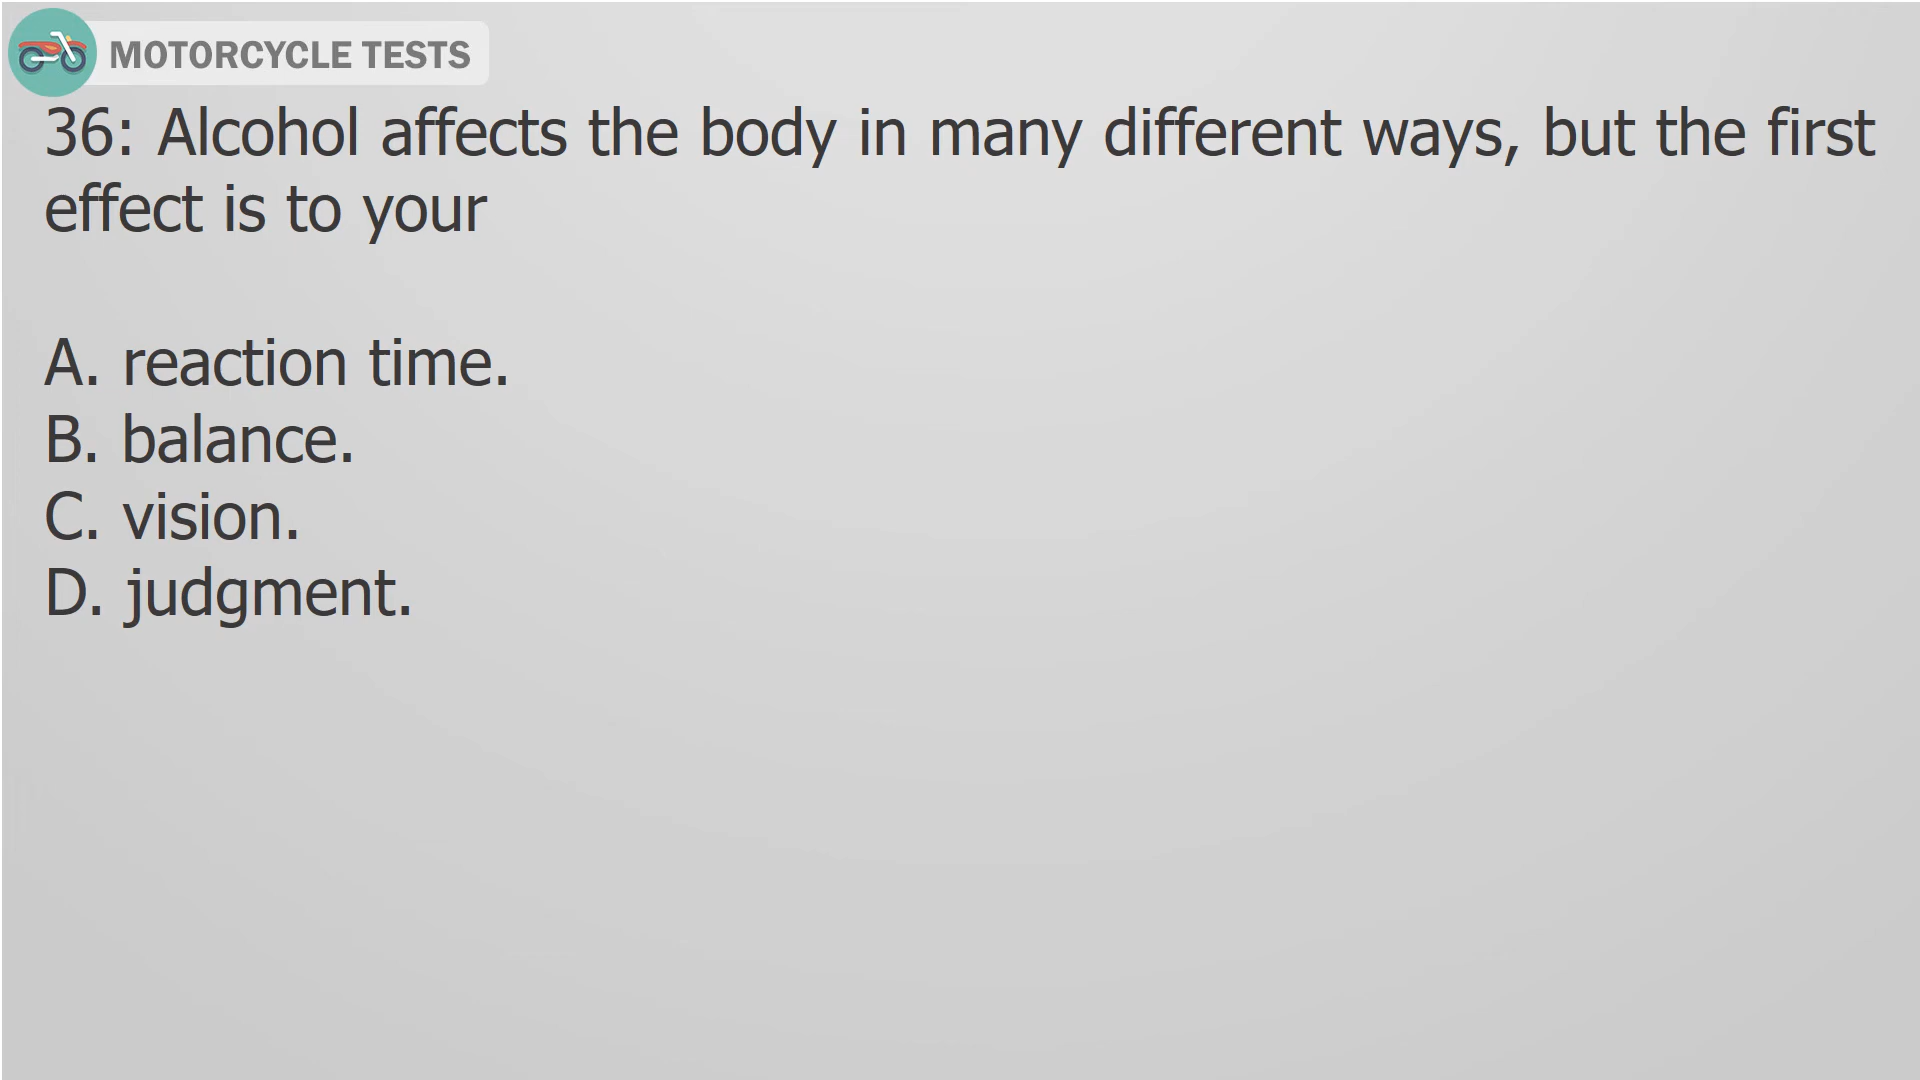 MOTORCYCLE TESTS
36: Alcohol affects the body in many different ways, but the first
effect is to your
A. reaction time.
B. balance.
C. vision.
D. judgment.